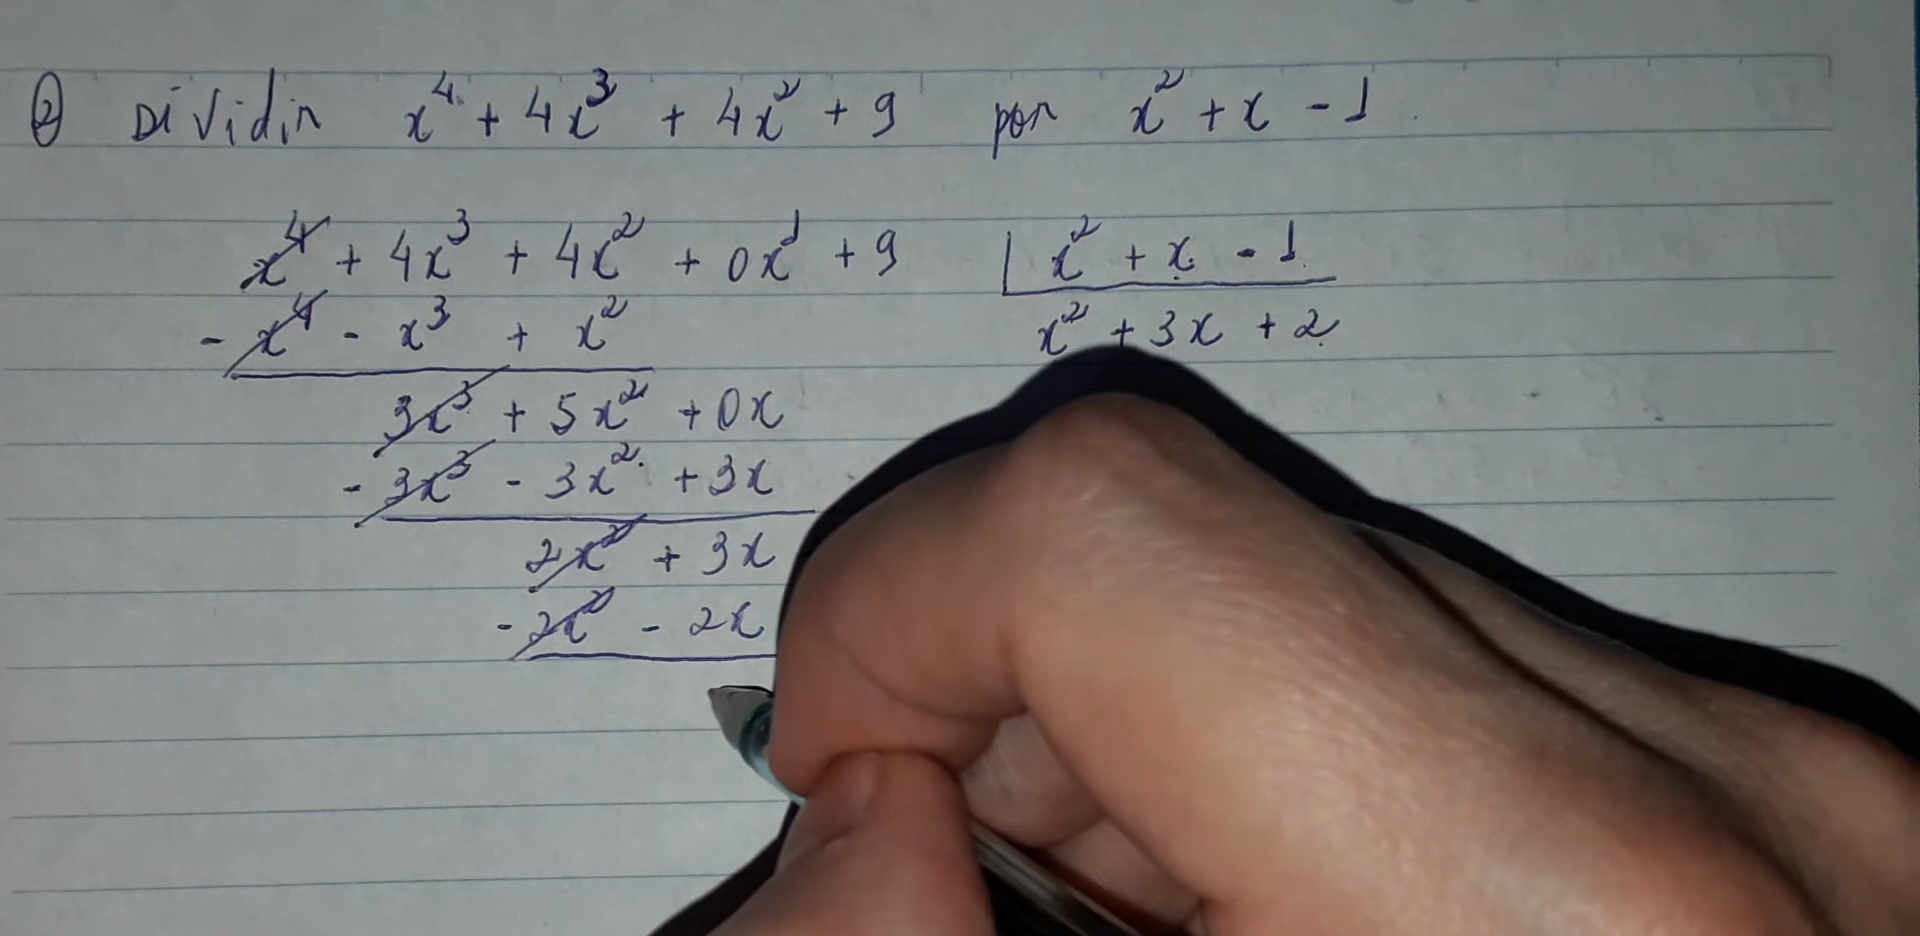 ② Dividir x⁴ + 4x³ + 4x² + 9 por x² + x - 1.
x⁴ + 4x³ + 4x² + 0x¹ + 9 | x² + x - 1
- x⁴ - x³ + x² x² + 3x + 2
3x³ + 5x² + 0x
- 3x³ - 3x² + 3x
2x² + 3x
- 2x² - 2x